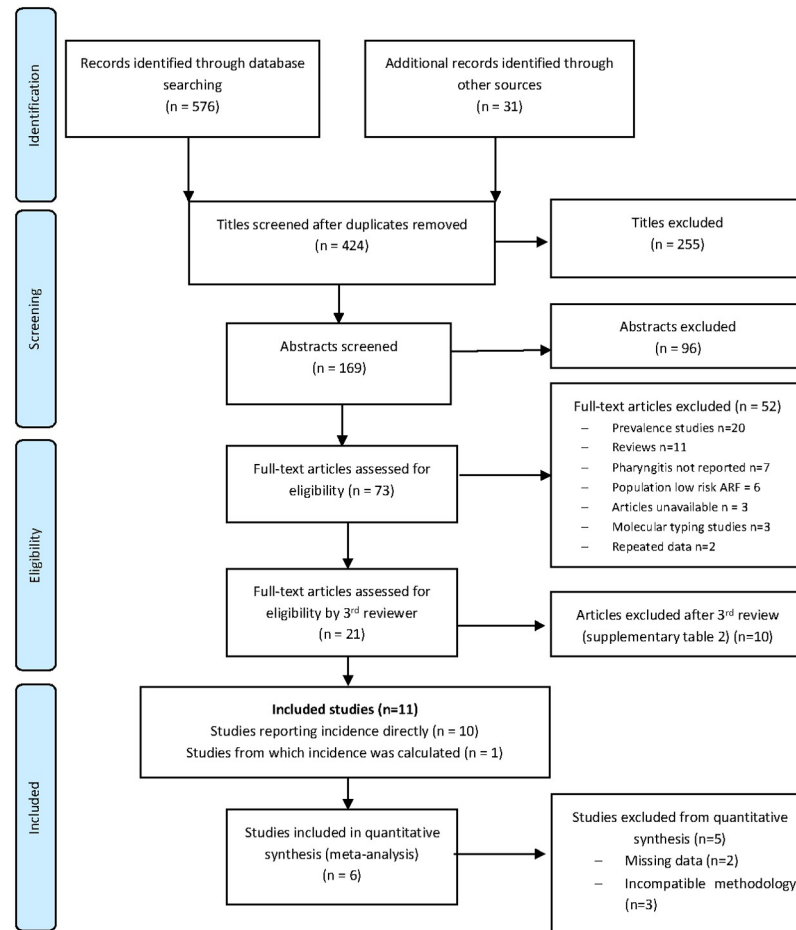 Identification
Records identified through database
searching
(n = 576)
Additional records identified through
other sources
(n = 31)
Screening
Titles screened after duplicates removed
(n = 424)
Titles excluded
(n = 255)
Abstracts screened
(n = 169)
Abstracts excluded
(n = 96)
Eligibility
Full-text articles assessed for
eligibility (n = 73)
Full-text articles excluded (n = 52)
– Prevalence studies n=20
– Reviews n=11
– Pharyngitis not reported n=7
– Population low risk ARF = 6
– Articles unavailable n = 3
– Molecular typing studies n=3
– Repeated data n=2
Full-text articles assessed for
eligibility by 3rd reviewer
(n = 21)
Articles excluded after 3rd review
(supplementary table 2) (n=10)
Included
Included studies (n=11)
Studies reporting incidence directly (n = 10)
Studies from which incidence was calculated (n = 1)
Studies included in quantitative
synthesis (meta-analysis)
(n = 6)
Studies excluded from quantitative
synthesis (n=5)
– Missing data (n=2)
– Incompatible methodology
(n=3)